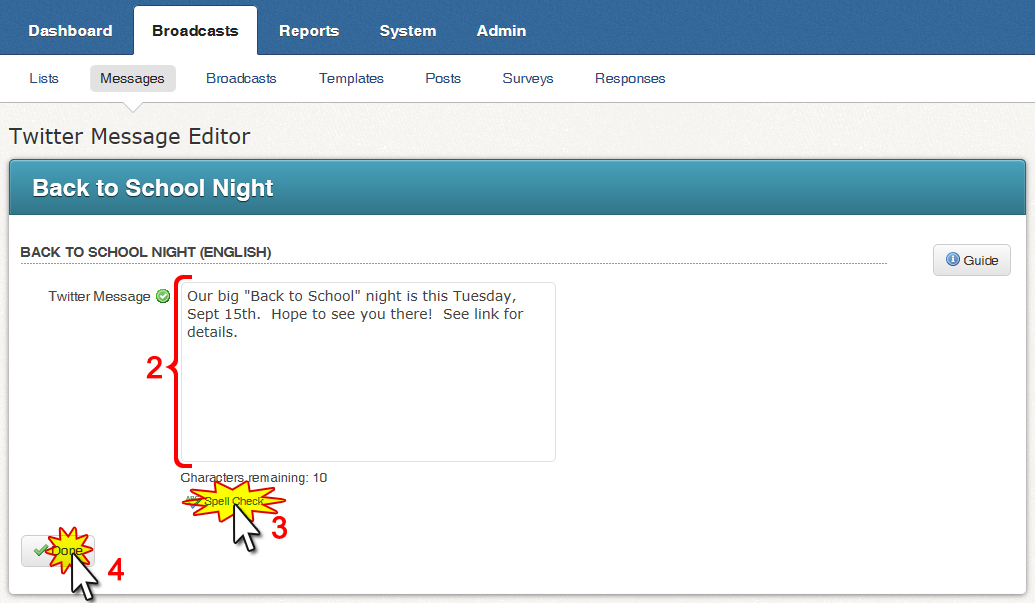 Dashboard Broadcasts Reports System Admin
Lists Messages Broadcasts Templates Posts Surveys Responses
Twitter Message Editor
Back to School Night
BACK TO SCHOOL NIGHT (ENGLISH)
Guide
Twitter Message
Our big "Back to School" night is this Tuesday,
Sept 15th.  Hope to see you there!  See link for
details.
2
Characters remaining: 10
Spell Check
3
Done
4